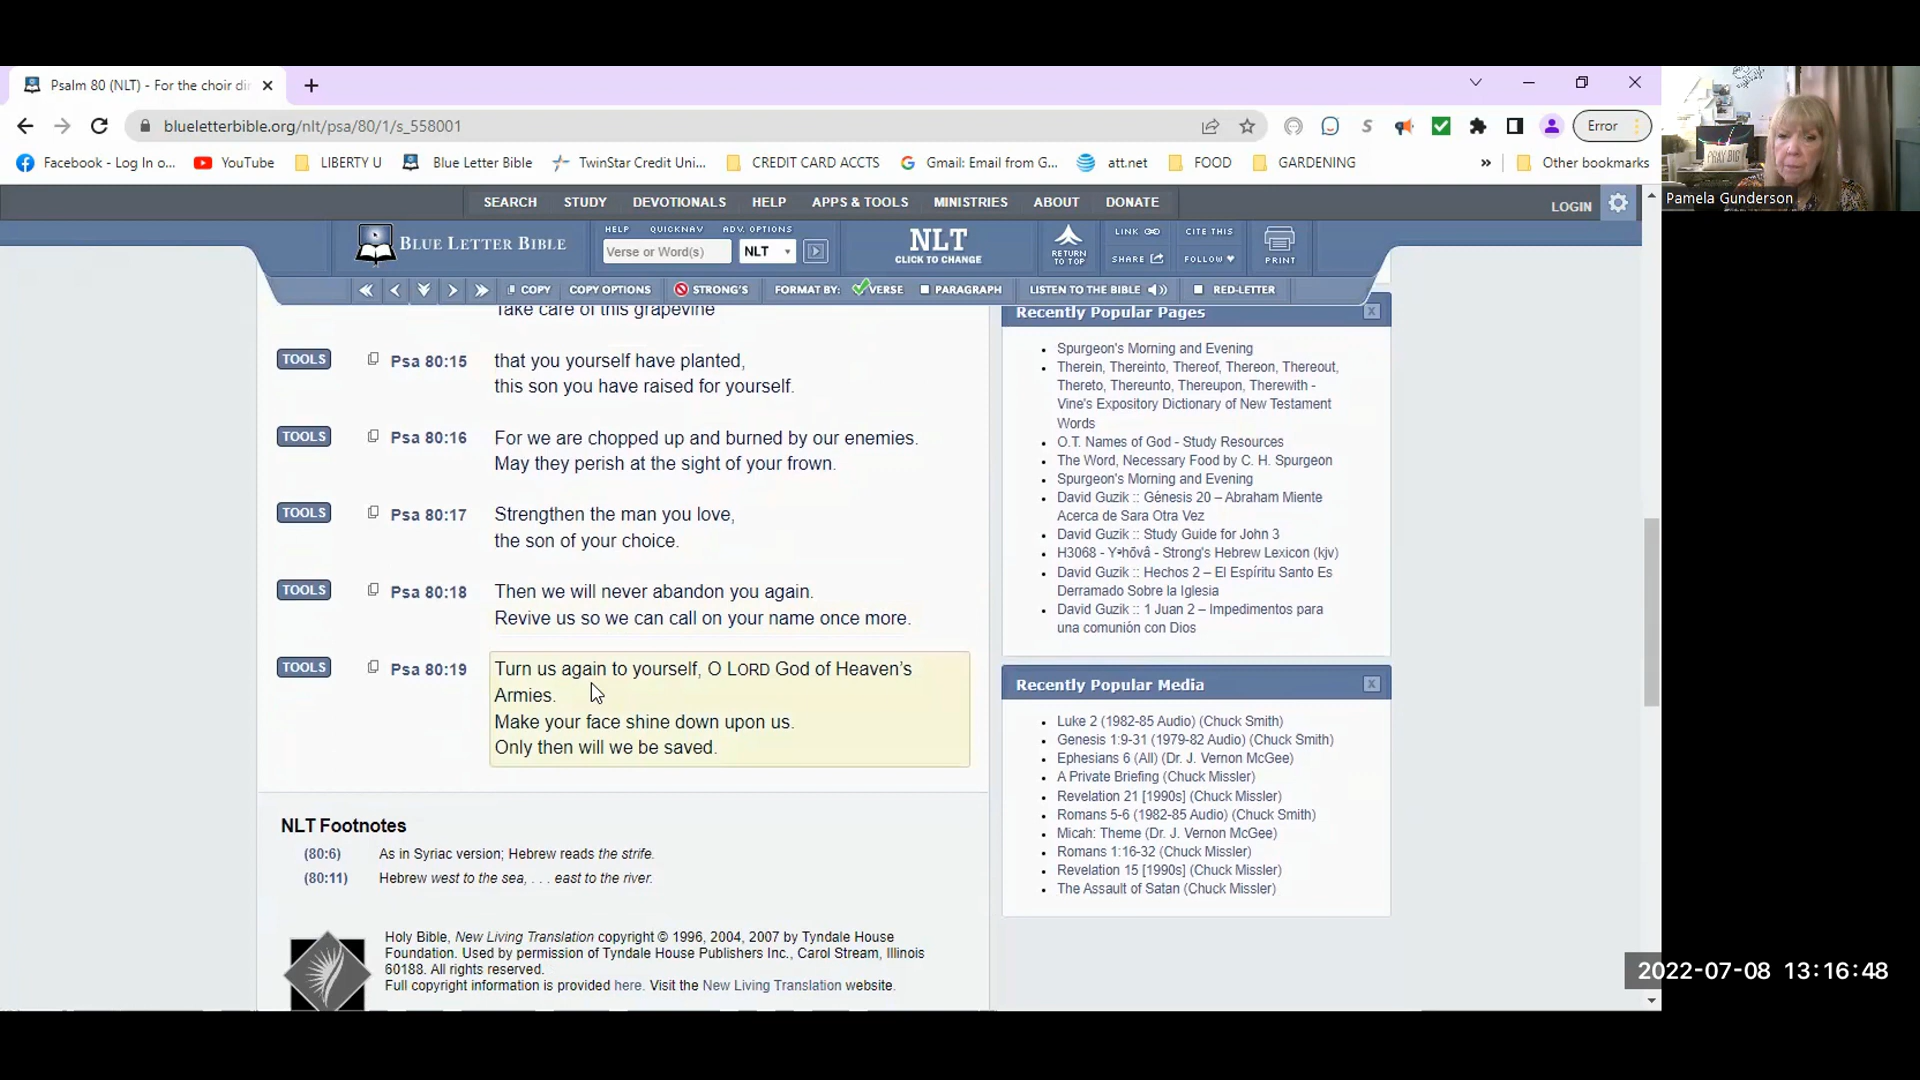 Psalm 80 (NLT) - For the choir di
blueletterbible.org/nlt/psa/80/1/s_558001
Error
Facebook - Log In o...
YouTube
LIBERTY U
Blue Letter Bible
TwinStar Credit Uni...
CREDIT CARD ACCTS
Gmail: Email from G...
att.net
FOOD
GARDENING
»
Other bookmarks
PRAY BIG
Pamela Gunderson
SEARCH STUDY DEVOTIONALS HELP APPS & TOOLS MINISTRIES ABOUT DONATE
LOGIN
BLUE LETTER BIBLE
HELP QUICKNAV ADV. OPTIONS
Verse or Word(s)
NLT
NLT
CLICK TO CHANGE
RETURN
TO TOP
LINK
CITE THIS
SHARE
FOLLOW
PRINT
COPY COPY OPTIONS STRONG'S FORMAT BY: VERSE PARAGRAPH LISTEN TO THE BIBLE RED-LETTER
Take care of this grapevine
TOOLS Psa 80:15 that you yourself have planted,
this son you have raised for yourself.
TOOLS Psa 80:16 For we are chopped up and burned by our enemies.
May they perish at the sight of your frown.
TOOLS Psa 80:17 Strengthen the man you love,
the son of your choice.
TOOLS Psa 80:18 Then we will never abandon you again.
Revive us so we can call on your name once more.
TOOLS Psa 80:19 Turn us again to yourself, O LORD God of Heaven's
Armies.
Make your face shine down upon us.
Only then will we be saved.
NLT Footnotes
(80:6) As in Syriac version; Hebrew reads the strife.
(80:11) Hebrew west to the sea, . . . east to the river.
Holy Bible, New Living Translation copyright © 1996, 2004, 2007 by Tyndale House
Foundation. Used by permission of Tyndale House Publishers Inc., Carol Stream, Illinois
60188. All rights reserved.
Full copyright information is provided here. Visit the New Living Translation website.
Recently Popular Pages
Spurgeon's Morning and Evening
Therein, Thereinto, Thereof, Thereon, Thereout,
Thereto, Thereunto, Thereupon, Therewith -
Vine's Expository Dictionary of New Testament
Words
O.T. Names of God - Study Resources
The Word, Necessary Food by C. H. Spurgeon
Spurgeon's Morning and Evening
David Guzik :: Génesis 20 – Abraham Miente
Acerca de Sara Otra Vez
David Guzik :: Study Guide for John 3
H3068 - Yᵊhōvâ - Strong's Hebrew Lexicon (kjv)
David Guzik :: Hechos 2 – El Espíritu Santo Es
Derramado Sobre la Iglesia
David Guzik :: 1 Juan 2 – Impedimentos para
una comunión con Dios
Recently Popular Media
Luke 2 (1982-85 Audio) (Chuck Smith)
Genesis 1:9-31 (1979-82 Audio) (Chuck Smith)
Ephesians 6 (All) (Dr. J. Vernon McGee)
A Private Briefing (Chuck Missler)
Revelation 21 [1990s] (Chuck Missler)
Romans 5-6 (1982-85 Audio) (Chuck Smith)
Micah: Theme (Dr. J. Vernon McGee)
Romans 1:16-32 (Chuck Missler)
Revelation 15 [1990s] (Chuck Missler)
The Assault of Satan (Chuck Missler)
2022-07-08 13:16:48